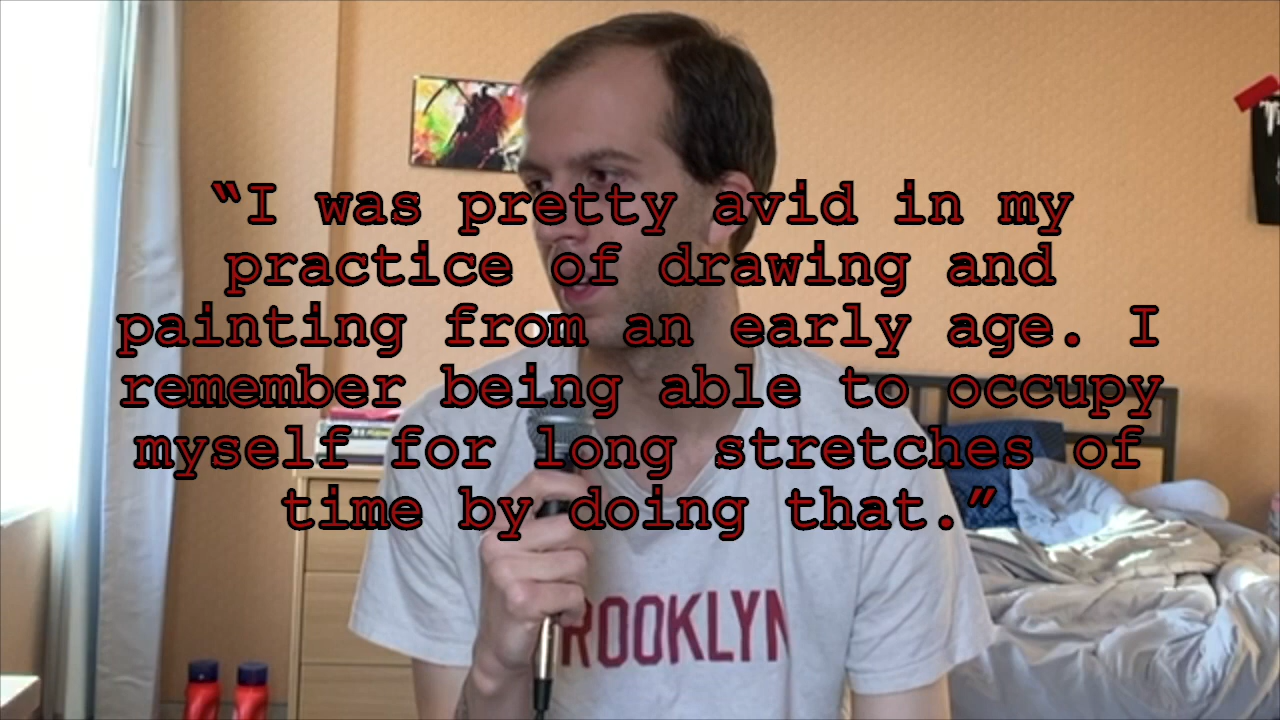 “I was pretty avid in my
practice of drawing and
painting from an early age. I
remember being able to occupy
myself for long stretches of
time by doing that.”
ROOKLYN